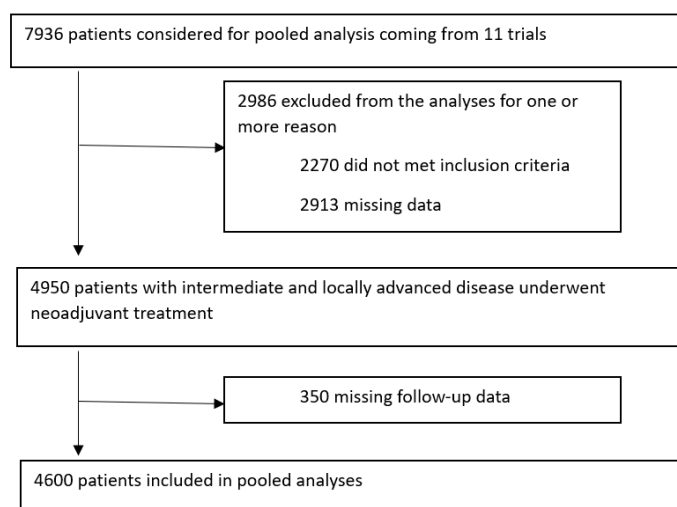 7936 patients considered for pooled analysis coming from 11 trials
2986 excluded from the analyses for one or
more reason
2270 did not met inclusion criteria
2913 missing data
4950 patients with intermediate and locally advanced disease underwent
neoadjuvant treatment
350 missing follow-up data
4600 patients included in pooled analyses